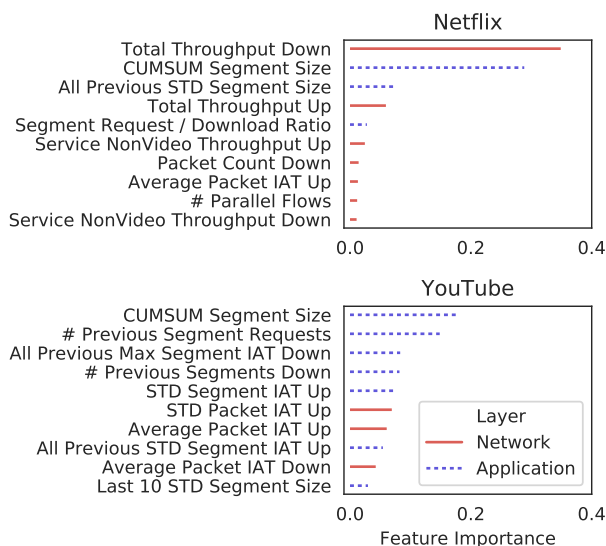 Netflix
Total Throughput Down
CUMSUM Segment Size
All Previous STD Segment Size
Total Throughput Up
Segment Request / Download Ratio
Service NonVideo Throughput Up
Packet Count Down
Average Packet IAT Up
# Parallel Flows
Service NonVideo Throughput Down
0.0 0.2 0.4
YouTube
CUMSUM Segment Size
# Previous Segment Requests
All Previous Max Segment IAT Down
# Previous Segments Down
STD Segment IAT Up
STD Packet IAT Up
Average Packet IAT Up
All Previous STD Segment IAT Up
Average Packet IAT Down
Last 10 STD Segment Size
Layer
Network
Application
0.0 0.2 0.4
Feature Importance